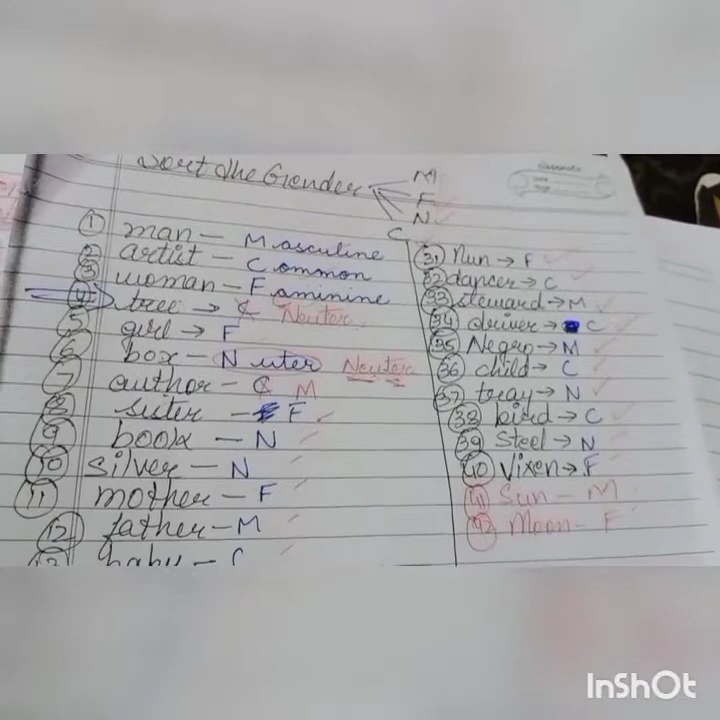 Sort the Gender
M
F
N
C
1 man - Masculine
2 artist - Common
3 woman - Faminine
4 tree → C Neuter
5 girl → F
6 box - Nuter Neuter
7 author - C M
8 sister - F
9 book - N
10 silver - N
11 mother - F
12 father - M
13 baby - C
31 Nun → F
32 dancer → C
33 steward → M
34 driver → C
35 Negro → M
36 child → C
37 tray → N
38 bird → C
39 Steel → N
40 Vixen → F
41 Sun - M
42 Moon - F
InShOt